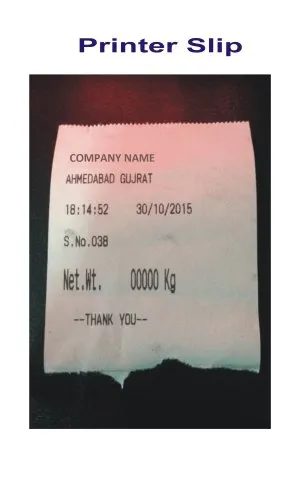 Printer Slip
COMPANY NAME
AHMEDABAD GUJRAT
18:14:52 30/10/2015
S.No.038
Net.Wt. 00000 Kg
--THANK YOU--